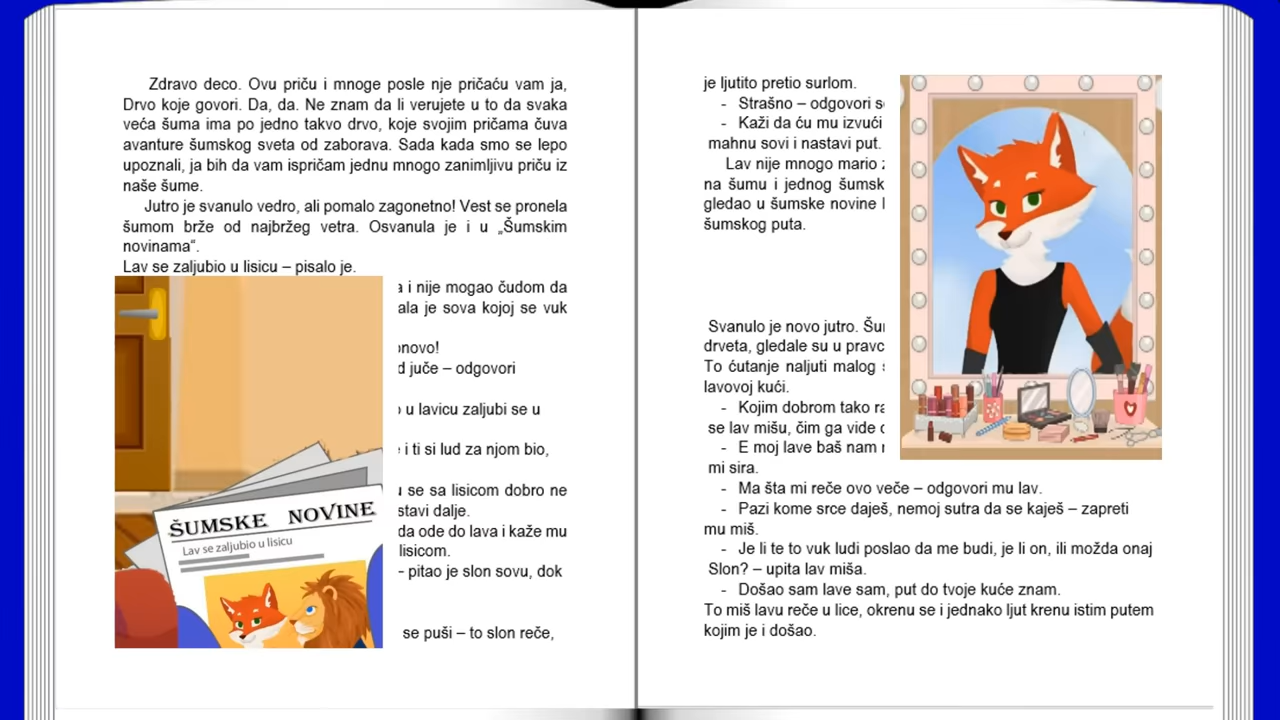 Zdravo deco. Ovu priču i mnoge posle nje pričaću vam ja,
Drvo koje govori. Da, da. Ne znam da li verujete u to da svaka
veća šuma ima po jedno takvo drvo, koje svojim pričama čuva
avanture šumskog sveta od zaborava. Sada kada smo se lepo
upoznali, ja bih da vam ispričam jednu mnogo zanimljivu priču iz
naše šume.
Jutro je svanulo vedro, ali pomalo zagonetno! Vest se pronela
šumom brže od najbržeg vetra. Osvanula je i u „Šumskim
novinama“.
Lav se zaljubio u lisicu – pisalo je.
i nije mogao čudom da
je sova kojoj se vuk
juče – odgovori
u lavicu zaljubi se u
i ti si lud za njom bio,
se sa lisicom dobro ne
dalje.
ode do lava i kaže mu
lisicom.
– pitao je slon sovu, dok
se puši – to slon reče,
ŠUMSKE NOVINE
Lav se zaljubio u lisicu
je ljutito pretio surlom.
- Strašno – odgovori
- Kaži da ću mu izvući
mahnu sovi i nastavi put.
Lav nije mnogo mario
na šumu i jednog
gledao u šumske novine
šumskog puta.
Svanulo je novo jutro.
drveta, gledale su u
To ćutanje naljuti malog
lavovoj kući.
- Kojim dobrom tako
se lav mišu, čim ga vide
- E moj lave baš nam
mi sira.
- Ma šta mi reče ovo veče – odgovori mu lav.
- Pazi kome srce daješ, nemoj sutra da se kaješ – zapreti
mu miš.
- Je li te to vuk ludi poslao da me budi, je li on, ili možda onaj
Slon? – upita lav miša.
- Došao sam lave sam, put do tvoje kuće znam.
To miš lavu reče u lice, okrenu se i jednako ljut krenu istim putem
kojim je i došao.